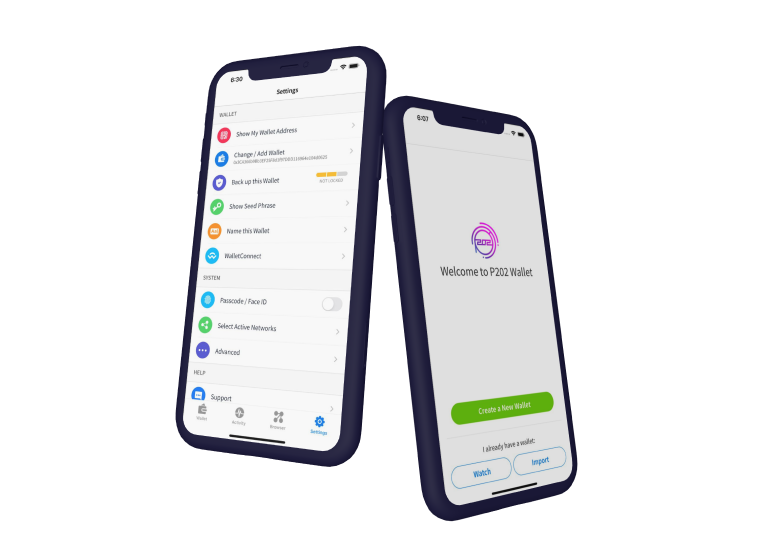 6:30
Settings
WALLET
Show My Wallet Address
Change / Add Wallet
Back up this Wallet
NOT LOCKED
Show Seed Phrase
Name this Wallet
WalletConnect
SYSTEM
Passcode / Face ID
Select Active Networks
Advanced
HELP
Support
Wallet
Activity
Browser
Settings
6:07
P202
Welcome to P202 Wallet
Create a New Wallet
I already have a wallet:
Watch
Import